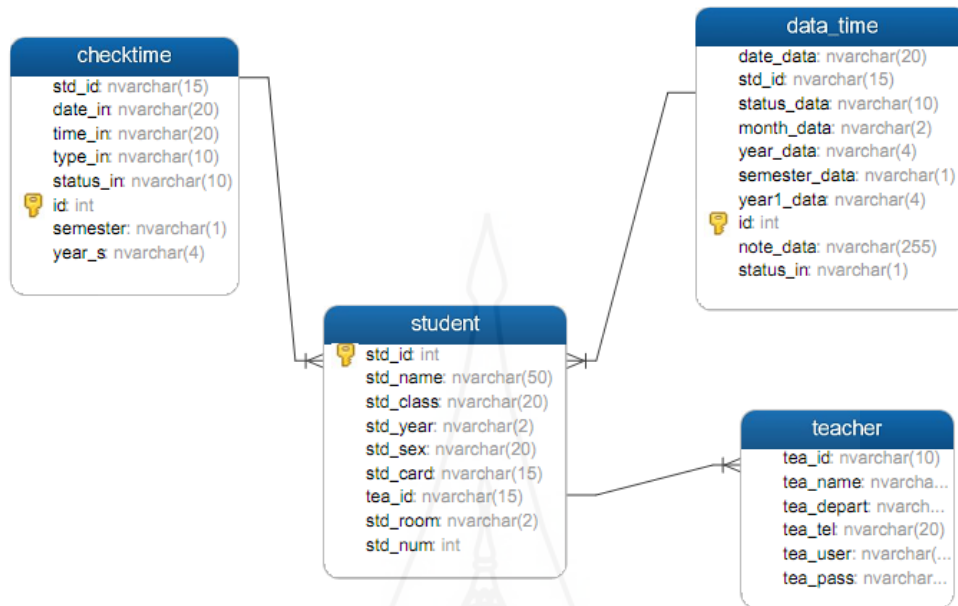 checktime
std_id: nvarchar(15)
date_in: nvarchar(20)
time_in: nvarchar(20)
type_in: nvarchar(10)
status_in: nvarchar(10)
id: int
semester: nvarchar(1)
year_s: nvarchar(4)
data_time
date_data: nvarchar(20)
std_id: nvarchar(15)
status_data: nvarchar(10)
month_data: nvarchar(2)
year_data: nvarchar(4)
semester_data: nvarchar(1)
year1_data: nvarchar(4)
id: int
note_data: nvarchar(255)
status_in: nvarchar(1)
student
std_id: int
std_name: nvarchar(50)
std_class: nvarchar(20)
std_year: nvarchar(2)
std_sex: nvarchar(20)
std_card: nvarchar(15)
tea_id: nvarchar(15)
std_room: nvarchar(2)
std_num: int
teacher
tea_id: nvarchar(10)
tea_name: nvarcha...
tea_depart: nvarch...
tea_tel: nvarchar(20)
tea_user: nvarchar(...
tea_pass: nvarchar...